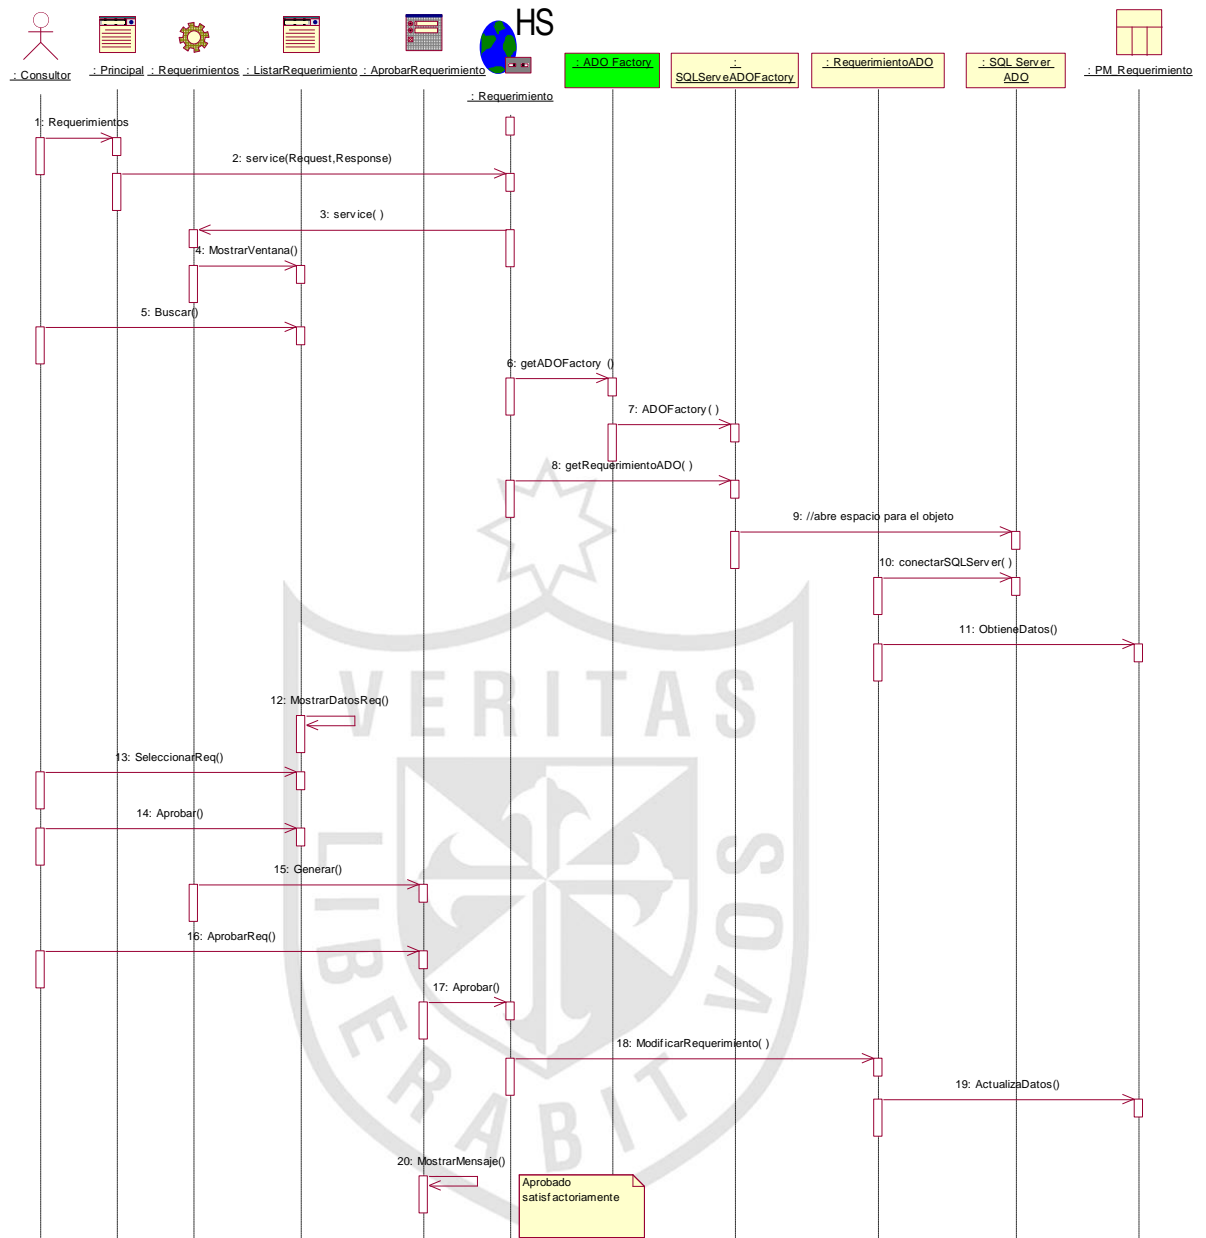 HS
: Consultor
: Principal
: Requerimientos
: ListarRequerimiento
: AprobarRequerimiento
: Requerimiento
: ADO Factory
:
SQLServeADOFactory
: RequerimientoADO
: SQL Server
ADO
: PM_Requerimiento
1: Requerimientos
2: service(Request,Response)
3: service( )
4: MostrarVentana()
5: Buscar()
6: getADOFactory ()
7: ADOFactory( )
8: getRequerimientoADO( )
9: //abre espacio para el objeto
10: conectarSQLServer( )
11: ObtieneDatos()
12: MostrarDatosReq()
13: SeleccionarReq()
14: Aprobar()
15: Generar()
16: AprobarReq()
17: Aprobar()
18: ModificarRequerimiento( )
19: ActualizaDatos()
20: MostrarMensaje()
Aprobado
satisfactoriamente
VERITAS
LIBERABIT VOS